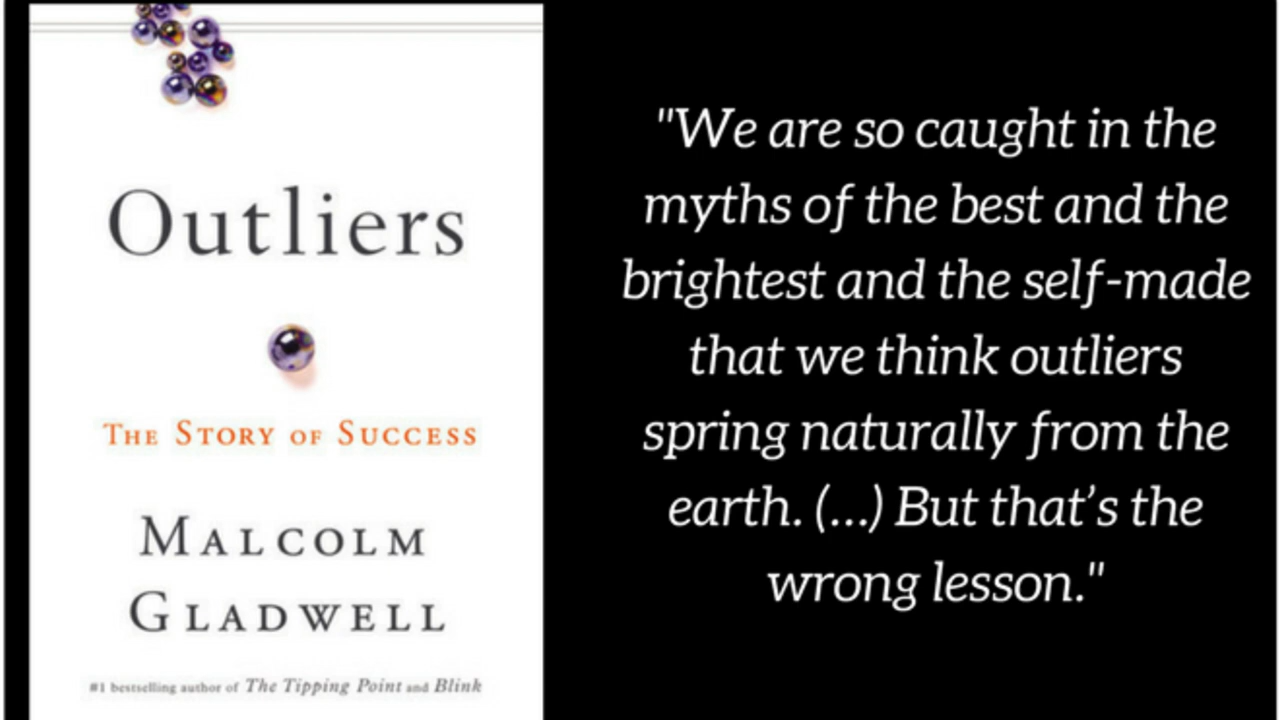 Outliers
The Story of Success
Malcolm
Gladwell
#1 bestselling author of The Tipping Point and Blink
"We are so caught in the
myths of the best and the
brightest and the self-made
that we think outliers
spring naturally from the
earth. (...) But that’s the
wrong lesson."